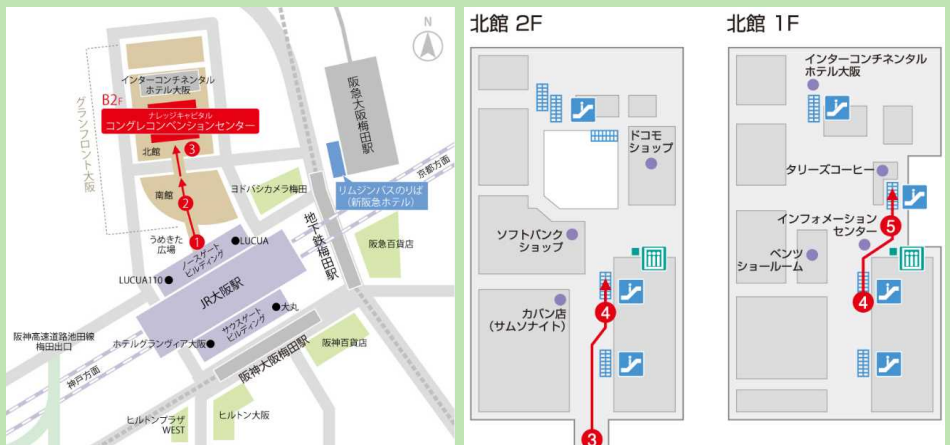 N
インターコンチネンタル
ホテル大阪
B2F
ナレッジキャピタル
コングレコンベンションセンター
グランフロント大阪
3
北館
南館
2
うめきた
広場
1
LUCUA
ノースゲート
ビルディング
LUCUA110
JR大阪駅
サウスゲート
ビルディング
大丸
ホテルグランヴィア大阪
阪神高速道路池田線
梅田出口
神戸方面
阪神大阪梅田駅
阪神百貨店
ヒルトンプラザ
WEST
ヒルトン大阪
阪急大阪梅田駅
京都方面
リムジンバスのりば
(新阪急ホテル)
ヨドバシカメラ梅田
地下鉄梅田駅
阪急百貨店
北館 2F
ドコモ
ショップ
ソフトバンク
ショップ
カバン店
(サムソナイト)
4
3
北館 1F
インターコンチネンタル
ホテル大阪
タリーズコーヒー
インフォメーション
センター
5
ベンツ
ショールーム
4